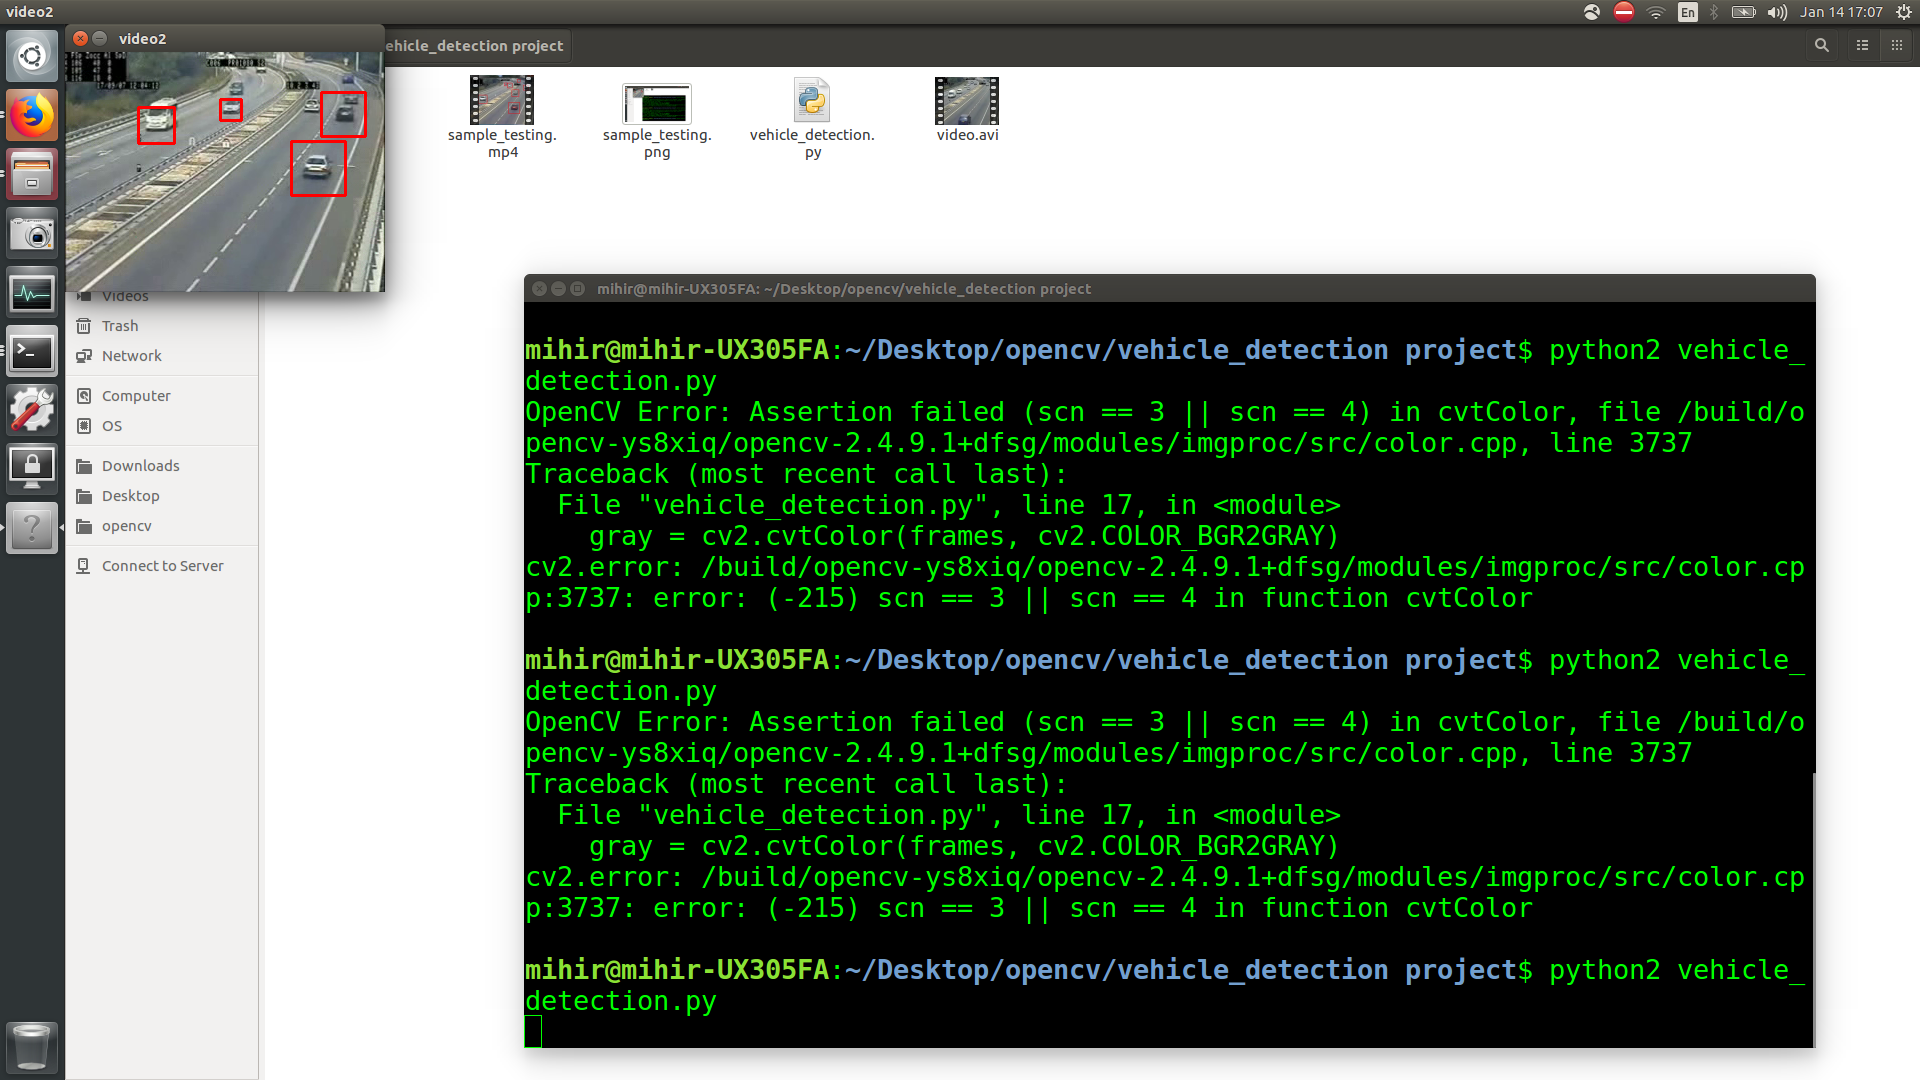 video2
En
Jan 14 17:07
video2
ehicle_detection project
sample_testing.
mp4
sample_testing.
png
vehicle_detection.
py
video.avi
Videos
Trash
Network
Computer
OS
Downloads
Desktop
opencv
Connect to Server
mihir@mihir-UX305FA: ~/Desktop/opencv/vehicle_detection project
mihir@mihir-UX305FA:~/Desktop/opencv/vehicle_detection project$ python2 vehicle_
detection.py
OpenCV Error: Assertion failed (scn == 3 || scn == 4) in cvtColor, file /build/o
pencv-ys8xiq/opencv-2.4.9.1+dfsg/modules/imgproc/src/color.cpp, line 3737
Traceback (most recent call last):
  File "vehicle_detection.py", line 17, in <module>
    gray = cv2.cvtColor(frames, cv2.COLOR_BGR2GRAY)
cv2.error: /build/opencv-ys8xiq/opencv-2.4.9.1+dfsg/modules/imgproc/src/color.cp
p:3737: error: (-215) scn == 3 || scn == 4 in function cvtColor
mihir@mihir-UX305FA:~/Desktop/opencv/vehicle_detection project$ python2 vehicle_
detection.py
OpenCV Error: Assertion failed (scn == 3 || scn == 4) in cvtColor, file /build/o
pencv-ys8xiq/opencv-2.4.9.1+dfsg/modules/imgproc/src/color.cpp, line 3737
Traceback (most recent call last):
  File "vehicle_detection.py", line 17, in <module>
    gray = cv2.cvtColor(frames, cv2.COLOR_BGR2GRAY)
cv2.error: /build/opencv-ys8xiq/opencv-2.4.9.1+dfsg/modules/imgproc/src/color.cp
p:3737: error: (-215) scn == 3 || scn == 4 in function cvtColor
mihir@mihir-UX305FA:~/Desktop/opencv/vehicle_detection project$ python2 vehicle_
detection.py